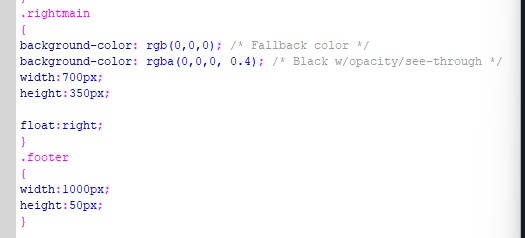 }
.rightmain
{
background-color: rgb(0,0,0); /* Fallback color */
background-color: rgba(0,0,0, 0.4); /* Black w/opacity/see-through */
width:700px;
height:350px;
float:right;
}
.footer
{
width:1000px;
height:50px;
}